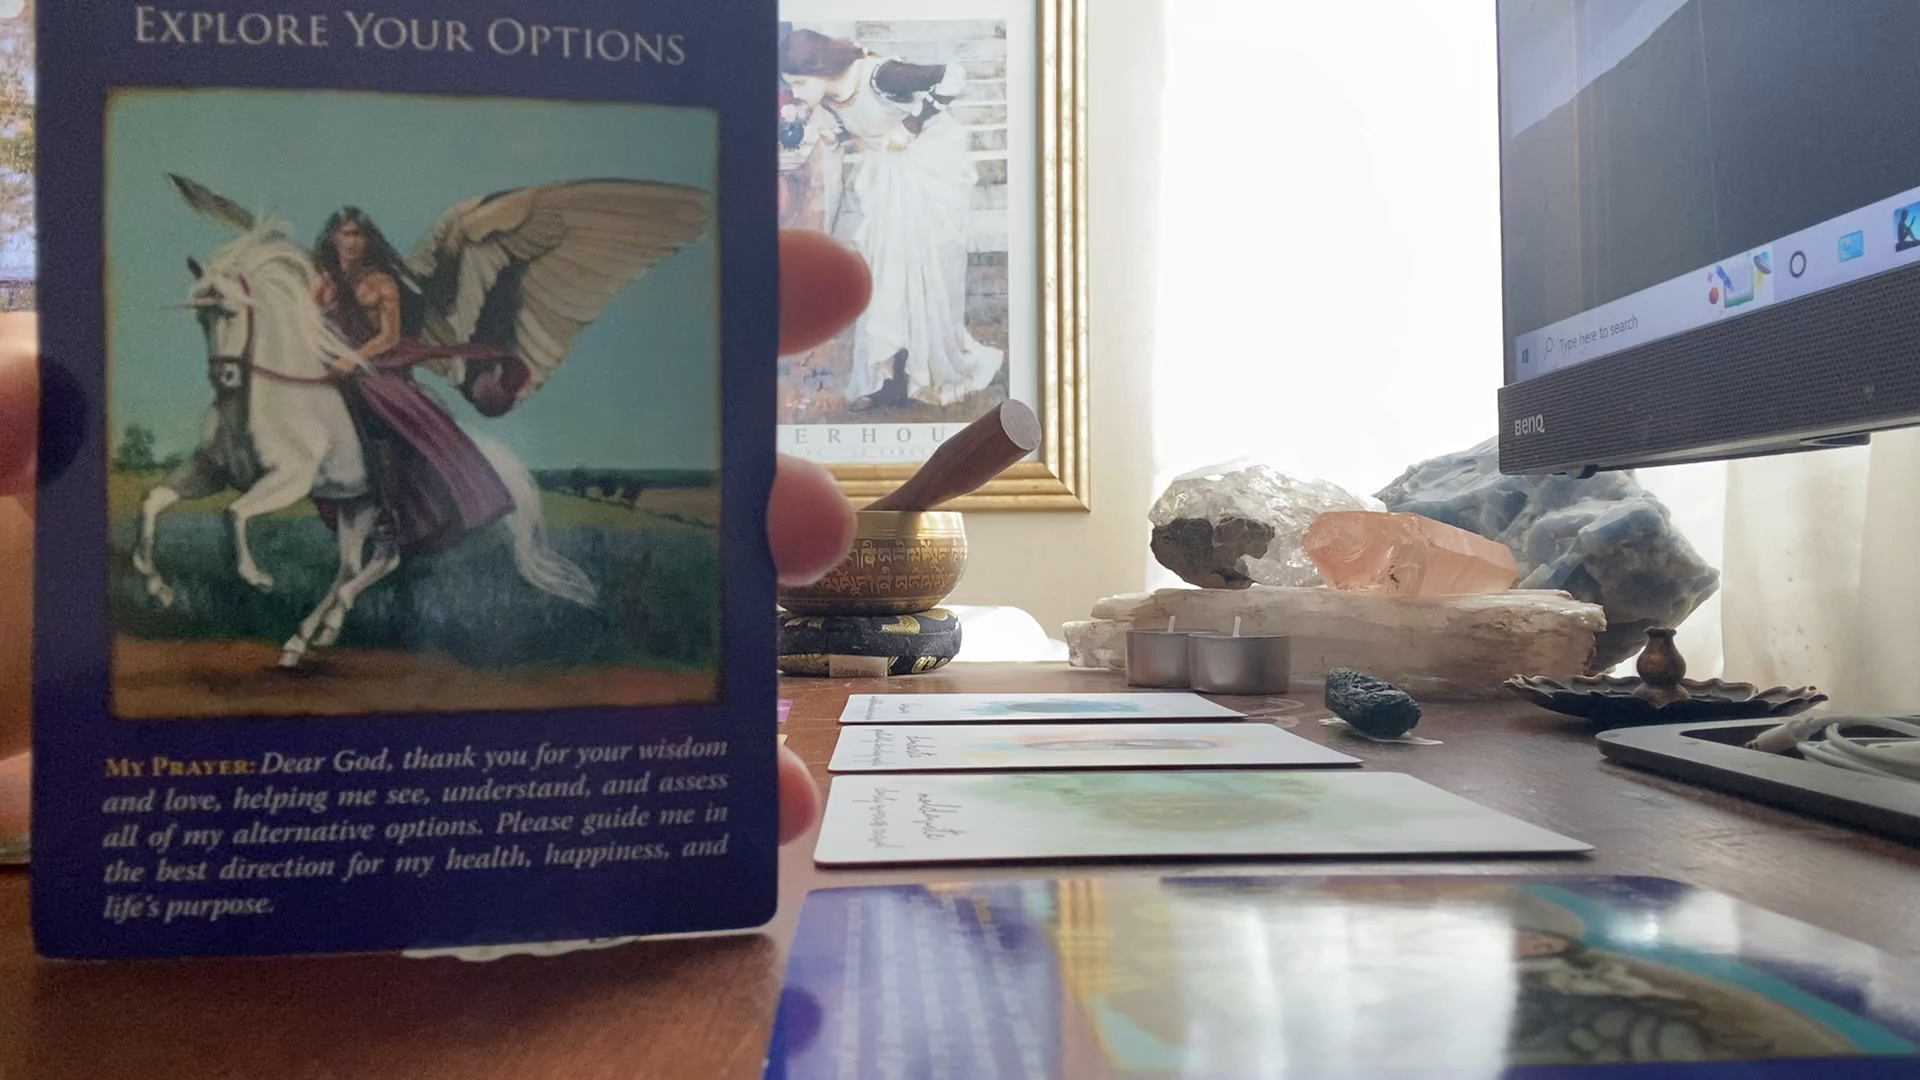 EXPLORE YOUR OPTIONS
MY PRAYER: Dear God, thank you for your wisdom
and love, helping me see, understand, and assess
all of my alternative options. Please guide me in
the best direction for my health, happiness, and
life's purpose.
ERHOU
Type here to search
BenQ
moldavite